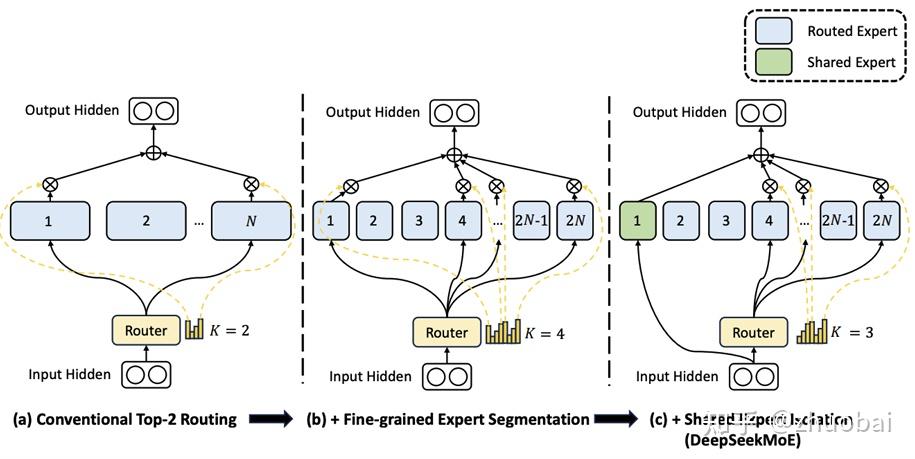 Routed Expert
Shared Expert
Output Hidden
1
2
...
N
Router
K = 2
Input Hidden
(a) Conventional Top-2 Routing
Output Hidden
1
2
3
4
...
2N-1
2N
Router
K = 4
Input Hidden
(b) + Fine-grained Expert Segmentation
Output Hidden
1
2
3
4
...
2N-1
2N
Router
K = 3
Input Hidden
(c) + Shared Expert Isolation
(DeepSeekMoE)
知乎 @zhuobai